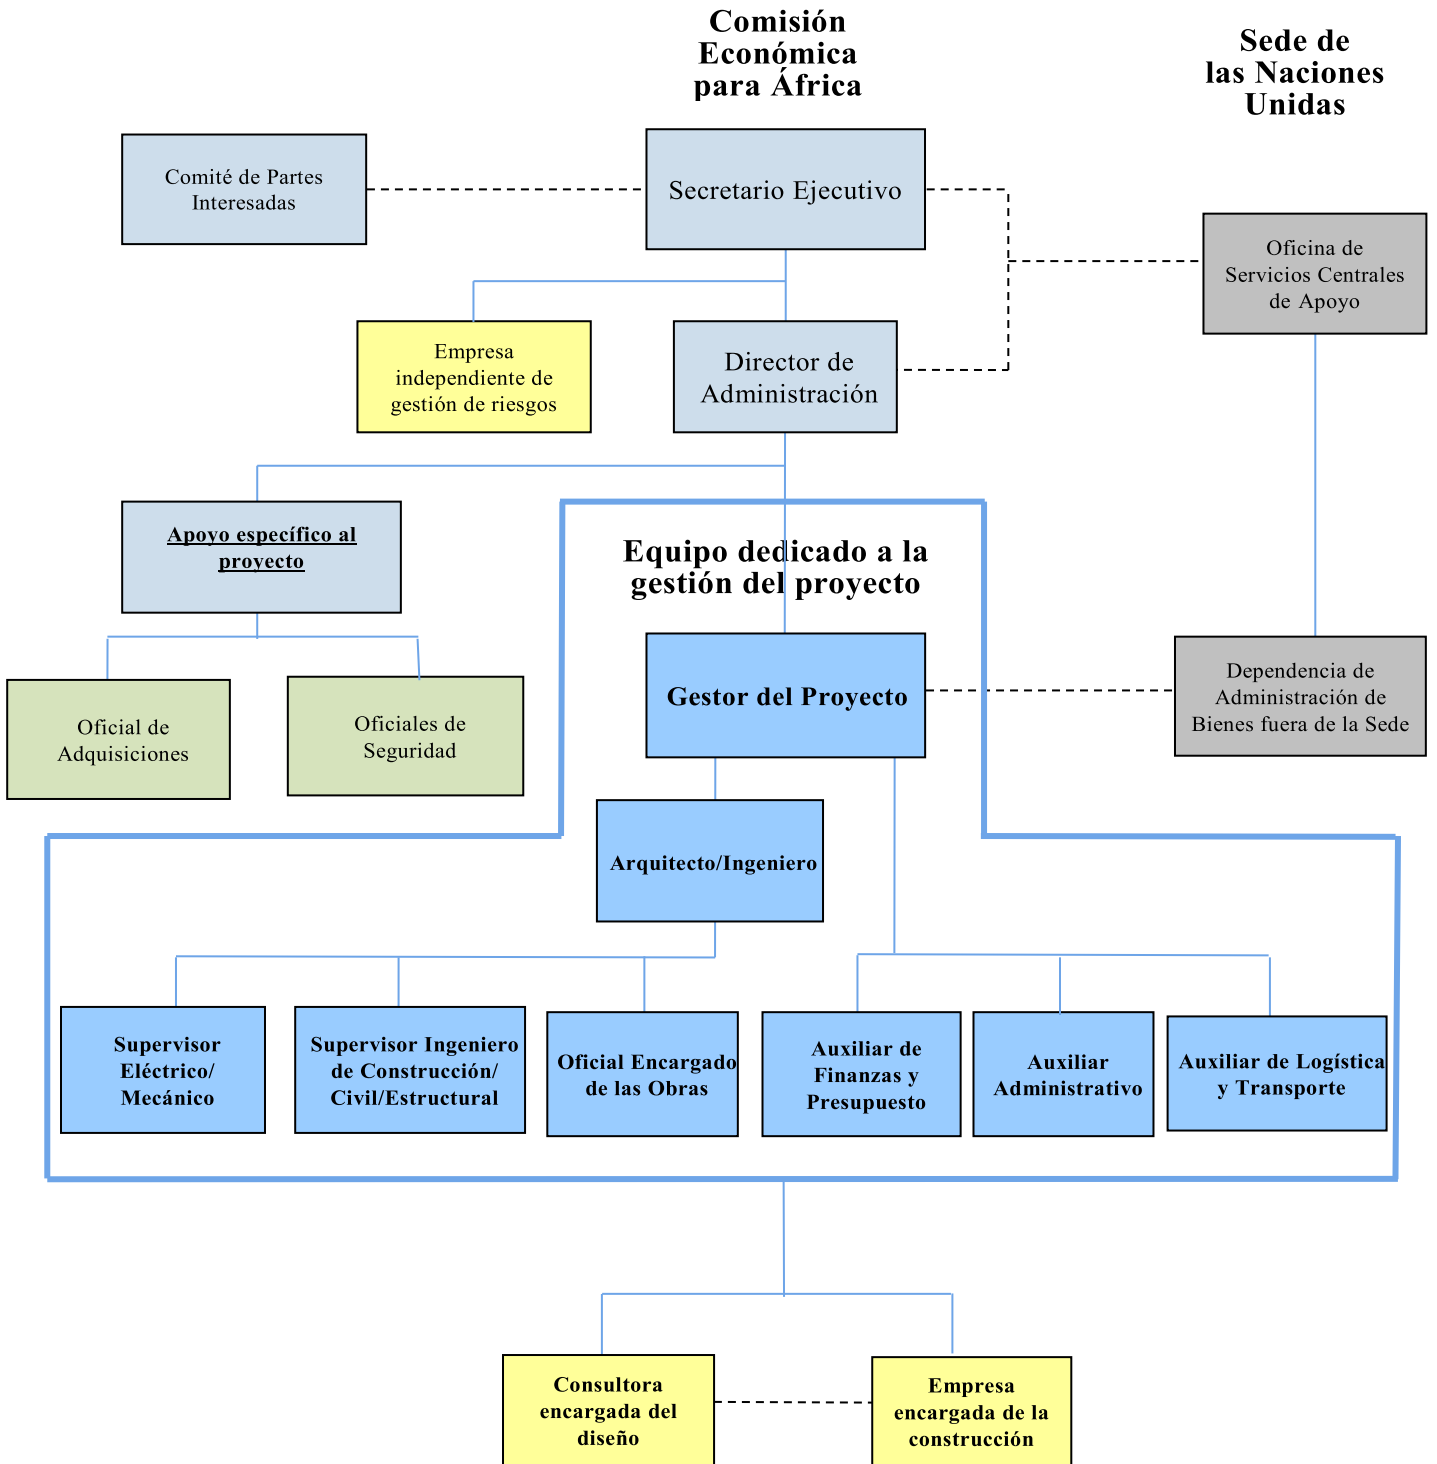 Comisión
Económica
para África
Sede de
las Naciones
Unidas
Comité de Partes
Interesadas
Secretario Ejecutivo
Oficina de
Servicios Centrales
de Apoyo
Empresa
independiente de
gestión de riesgos
Director de
Administración
Apoyo específico al
proyecto
Equipo dedicado a la
gestión del proyecto
Oficial de
Adquisiciones
Oficiales de
Seguridad
Gestor del Proyecto
Dependencia de
Administración de
Bienes fuera de la Sede
Arquitecto/Ingeniero
Supervisor
Eléctrico/
Mecánico
Supervisor Ingeniero
de Construcción/
Civil/Estructural
Oficial Encargado
de las Obras
Auxiliar de
Finanzas y
Presupuesto
Auxiliar
Administrativo
Auxiliar de Logística
y Transporte
Consultora
encargada del
diseño
Empresa
encargada de la
construcción